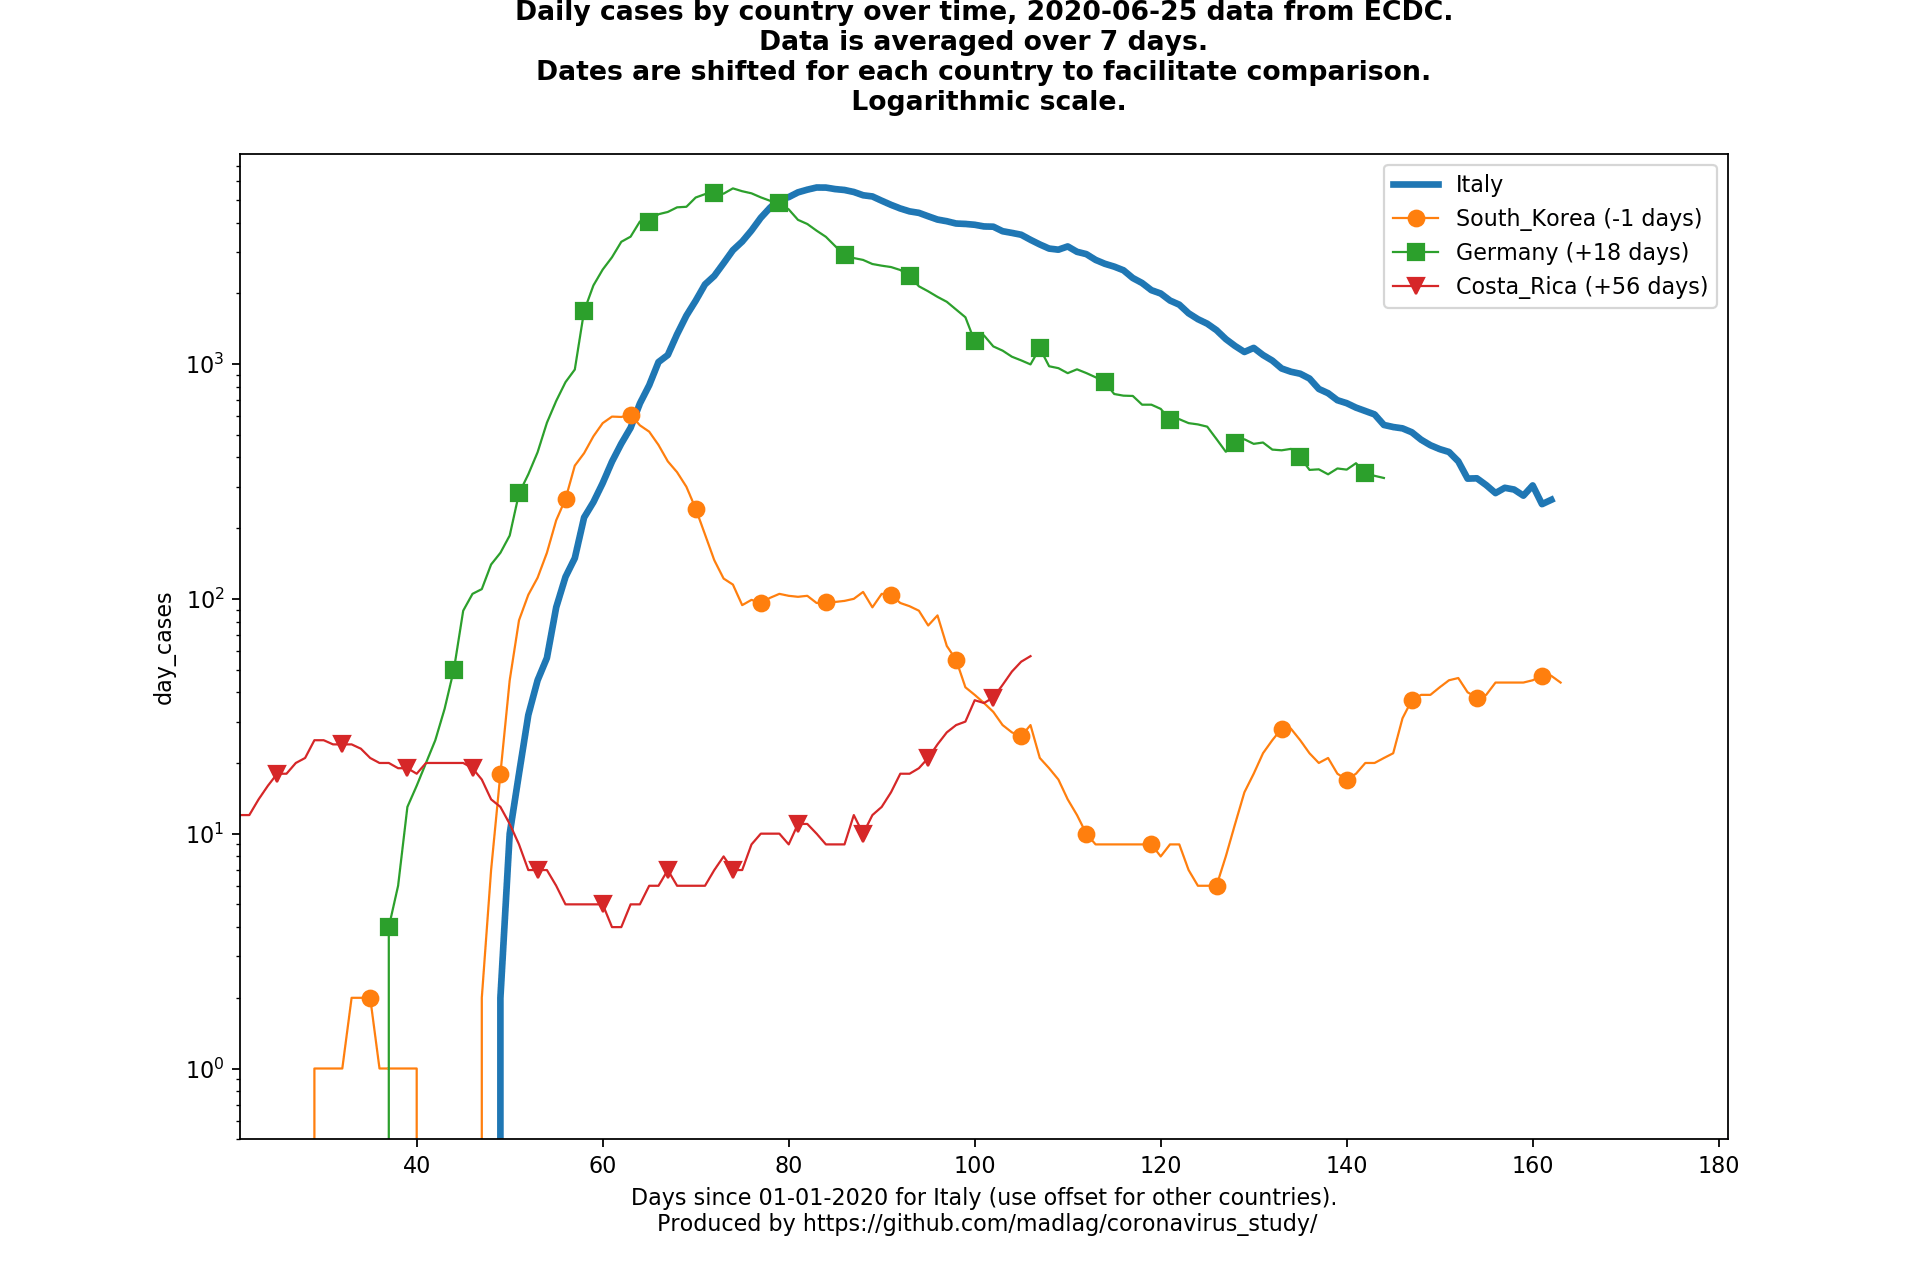 Daily cases by country over time, 2020-06-25 data from ECDC.
Data is averaged over 7 days.
Dates are shifted for each country to facilitate comparison.
Logarithmic scale.
Italy
South_Korea (-1 days)
Germany (+18 days)
Costa_Rica (+56 days)
day_cases
10³
10²
10¹
10⁰
40 60 80 100 120 140 160 180
Days since 01-01-2020 for Italy (use offset for other countries).
Produced by https://github.com/madlag/coronavirus_study/